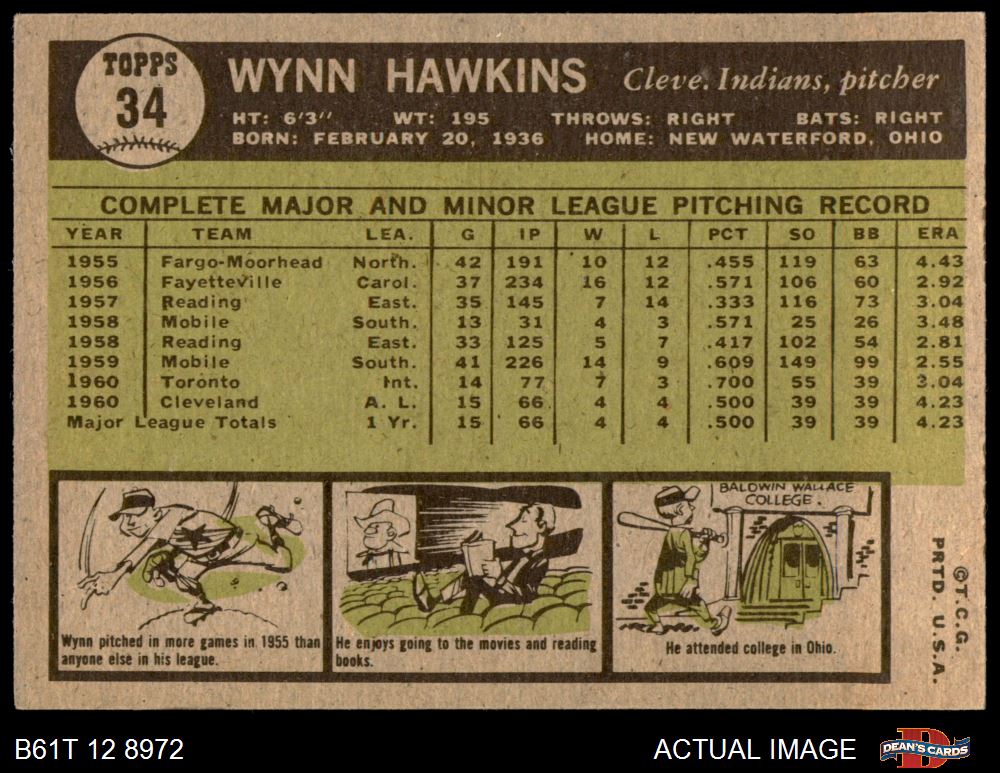 TOPPS
34
WYNN HAWKINS Cleve. Indians, pitcher
HT: 6'3" WT: 195 THROWS: RIGHT BATS: RIGHT
BORN: FEBRUARY 20, 1936 HOME: NEW WATERFORD, OHIO
COMPLETE MAJOR AND MINOR LEAGUE PITCHING RECORD
YEAR TEAM LEA. G IP W L PCT SO BB ERA
1955 Fargo-Moorhead North. 42 191 10 12 .455 119 63 4.43
1956 Fayetteville Carol. 37 234 16 12 .571 106 60 2.92
1957 Reading East. 35 145 7 14 .333 116 73 3.04
1958 Mobile South. 13 31 4 3 .571 25 26 3.48
1958 Reading East. 33 125 5 7 .417 102 54 2.81
1959 Mobile South. 41 226 14 9 .609 149 99 2.55
1960 Toronto Int. 14 77 7 3 .700 55 39 3.04
1960 Cleveland A. L. 15 66 4 4 .500 39 39 4.23
Major League Totals 1 Yr. 15 66 4 4 .500 39 39 4.23
BALDWIN WALLACE
COLLEGE.
Wynn pitched in more games in 1955 than
anyone else in his league.
He enjoys going to the movies and reading
books.
He attended college in Ohio.
© T.C.G.
PRTD. U.S.A.
B61T 12 8972
ACTUAL IMAGE
DEAN'S CARDS